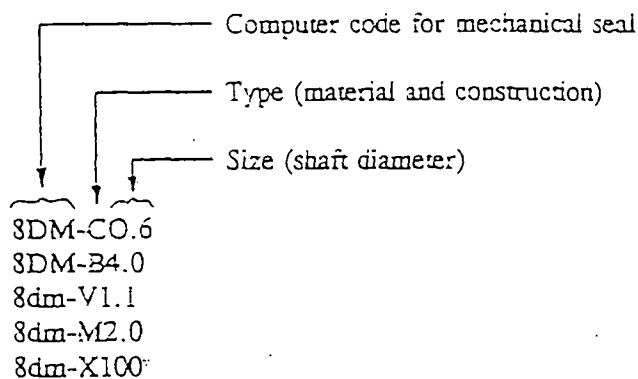 Computer code for mechanical seal
Type (material and construction)
Size (shaft diameter)
8DM-CO.6
8DM-B4.0
8dm-V1.1
8dm-M2.0
8dm-X100